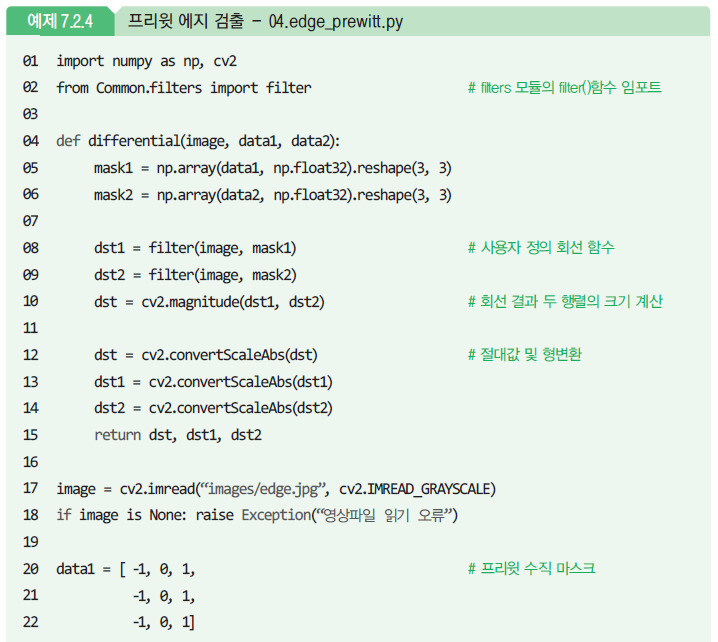 예제 7.2.4 프리윗 에지 검출 – 04.edge_prewitt.py
01 import numpy as np, cv2
02 from Common.filters import filter # filters 모듈의 filter()함수 임포트
03
04 def differential(image, data1, data2):
05 mask1 = np.array(data1, np.float32).reshape(3, 3)
06 mask2 = np.array(data2, np.float32).reshape(3, 3)
07
08 dst1 = filter(image, mask1) # 사용자 정의 회선 함수
09 dst2 = filter(image, mask2)
10 dst = cv2.magnitude(dst1, dst2) # 회선 결과 두 행렬의 크기 계산
11
12 dst = cv2.convertScaleAbs(dst) # 절대값 및 형변환
13 dst1 = cv2.convertScaleAbs(dst1)
14 dst2 = cv2.convertScaleAbs(dst2)
15 return dst, dst1, dst2
16
17 image = cv2.imread(“images/edge.jpg”, cv2.IMREAD_GRAYSCALE)
18 if image is None: raise Exception(“영상파일 읽기 오류”)
19
20 data1 = [ -1, 0, 1, # 프리윗 수직 마스크
21 -1, 0, 1,
22 -1, 0, 1]